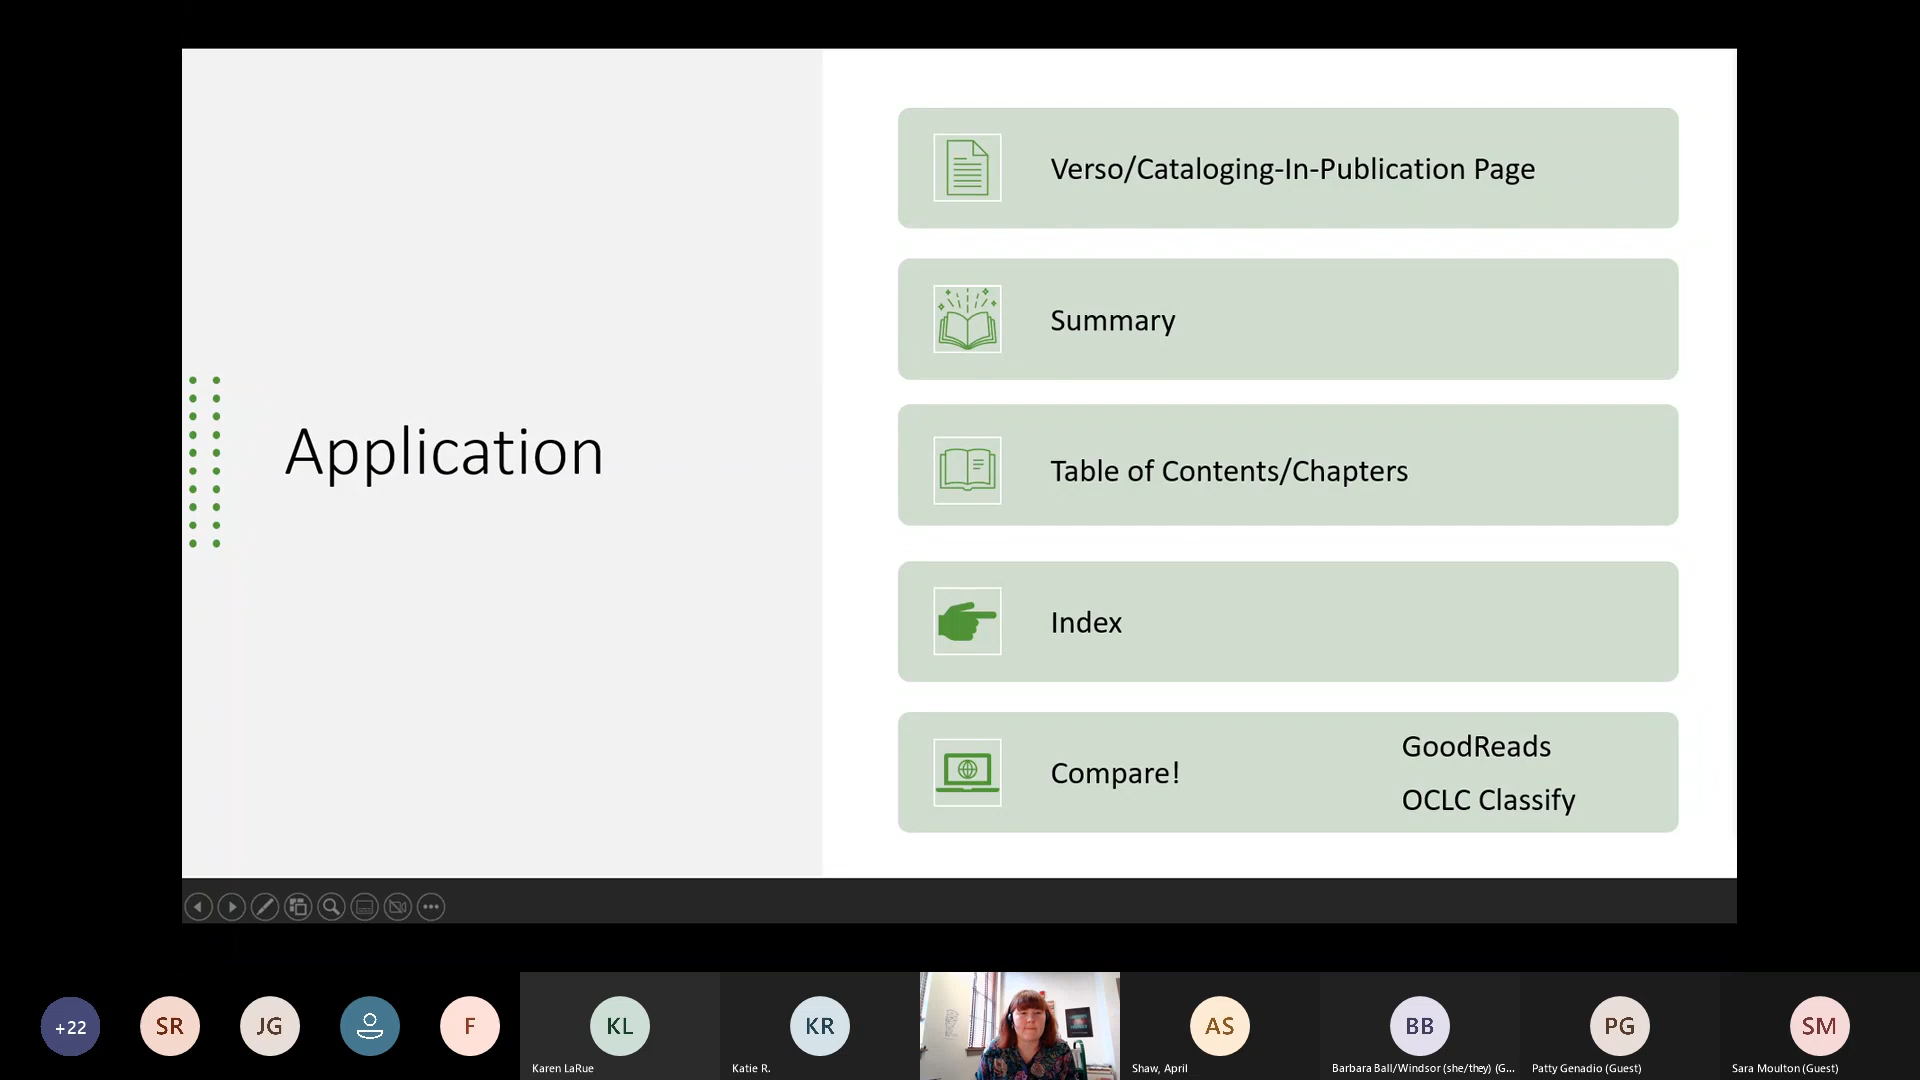 Application
Verso/Cataloging-In-Publication Page
Summary
Table of Contents/Chapters
Index
Compare!
GoodReads
OCLC Classify
+22
SR
JG
F
KL
Karen LaRue
KR
Katie R.
AS
Shaw, April
BB
Barbara Ball/Windsor (she/they) (G...
PG
Patty Genadio (Guest)
SM
Sara Moulton (Guest)